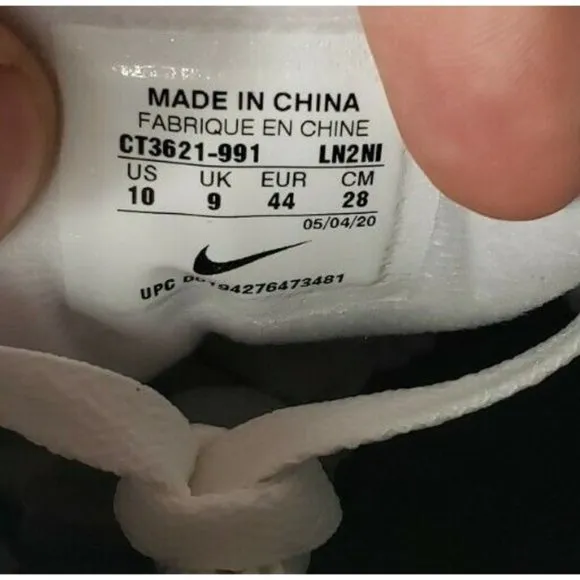 MADE IN CHINA
FABRIQUE EN CHINE
CT3621-991 LN2NI
US UK EUR CM
10 9 44 28
05/04/20
UPC